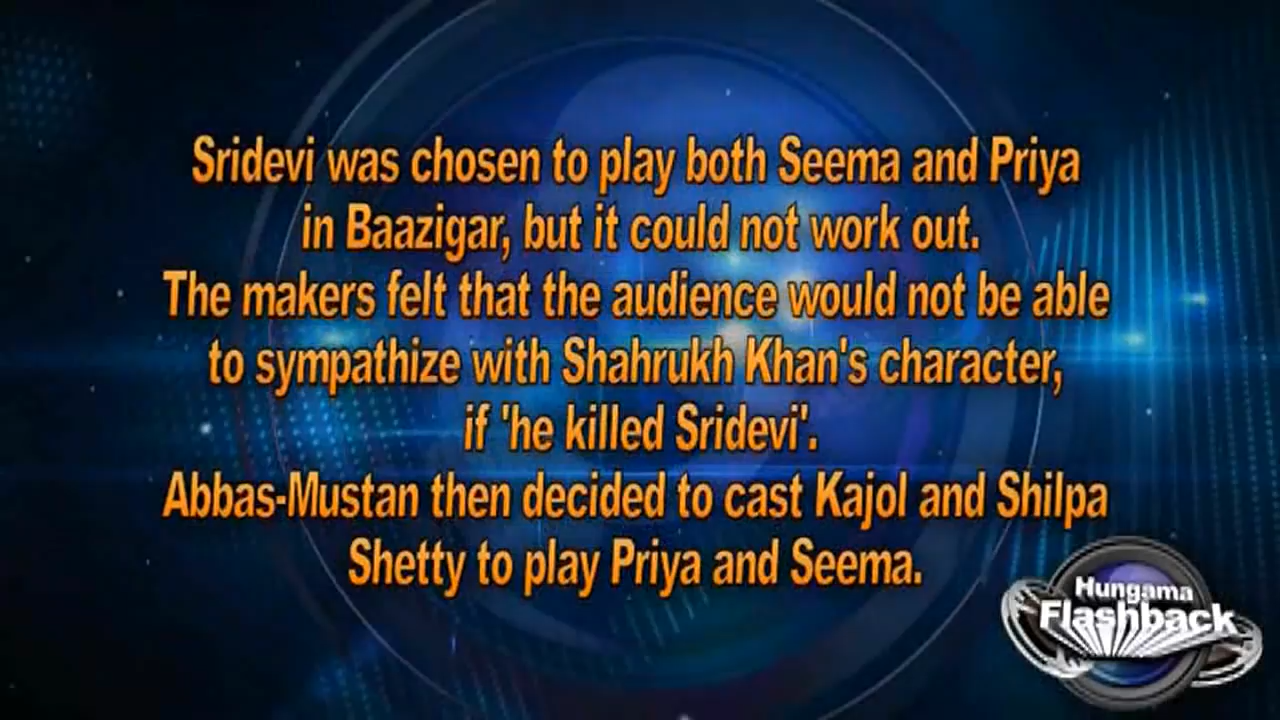 Sridevi was chosen to play both Seema and Priya
in Baazigar, but it could not work out.
The makers felt that the audience would not be able
to sympathize with Shahrukh Khan's character,
if 'he killed Sridevi'.
Abbas-Mustan then decided to cast Kajol and Shilpa
Shetty to play Priya and Seema.
Hungama
Flashback